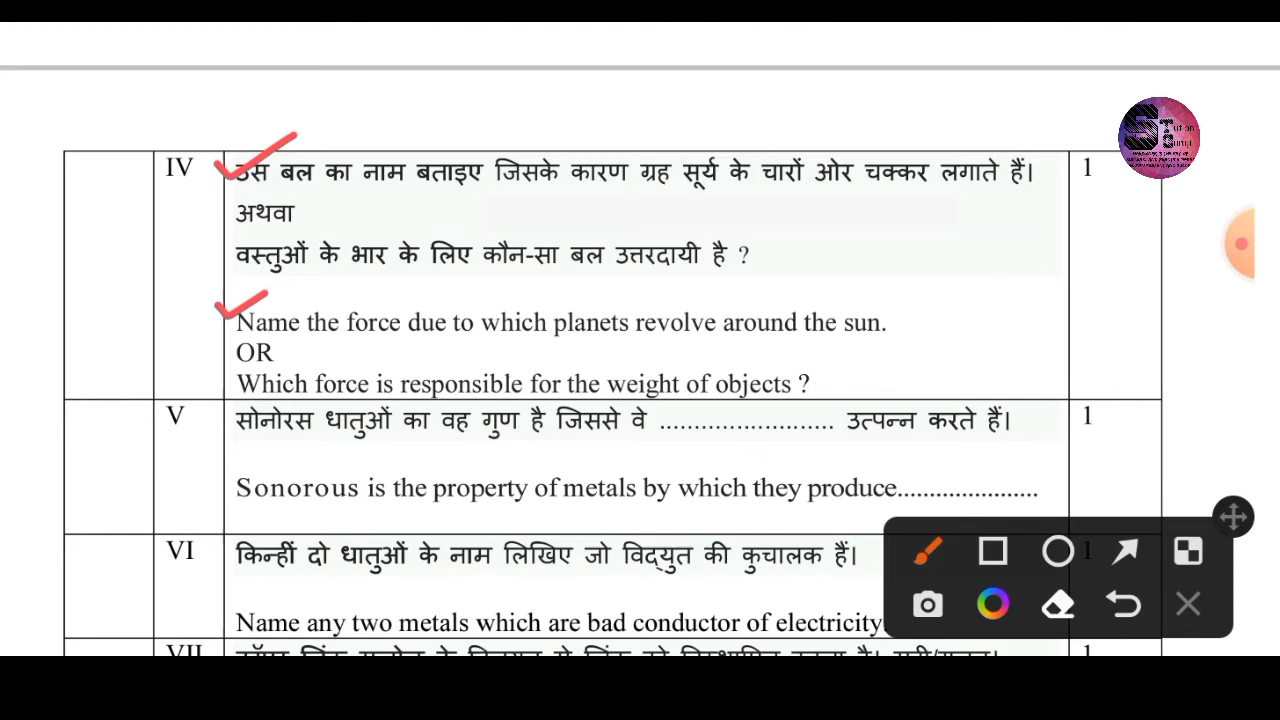 IV उस बल का नाम बताइए जिसके कारण ग्रह सूर्य के चारों ओर चक्कर लगाते हैं। 1
अथवा
वस्तुओं के भार के लिए कौन-सा बल उत्तरदायी है ?
Name the force due to which planets revolve around the sun.
OR
Which force is responsible for the weight of objects ?
V सोनोरस धातुओं का वह गुण है जिससे वे ......................... उत्पन्न करते हैं। 1
Sonorous is the property of metals by which they produce......................
VI किन्हीं दो धातुओं के नाम लिखिए जो विद्युत की कुचालक हैं। 1
Name any two metals which are bad conductor of electricity.
VII 1